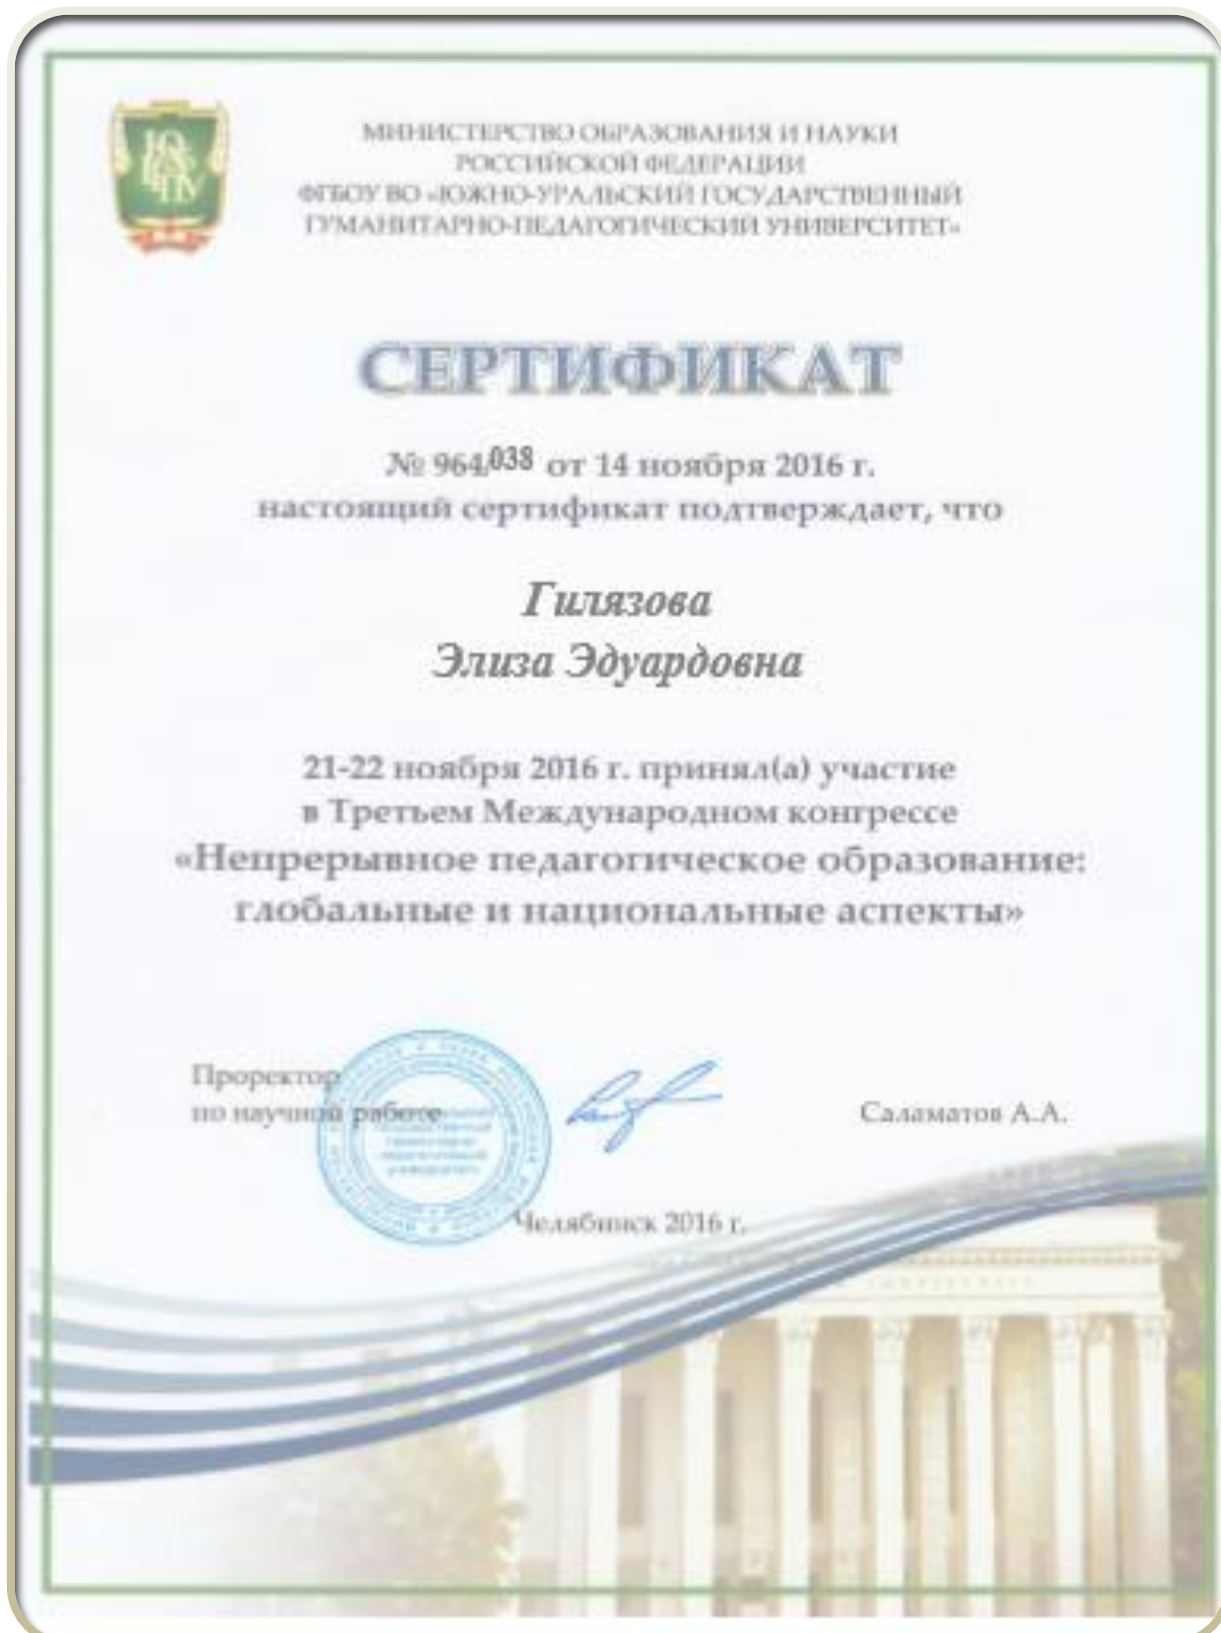 МИНИСТЕРСТВО ОБРАЗОВАНИЯ И НАУКИ
РОССИЙСКОЙ ФЕДЕРАЦИИ
ФГБОУ ВО «ЮЖНО-УРАЛЬСКИЙ ГОСУДАРСТВЕННЫЙ
ГУМАНИТАРНО-ПЕДАГОГИЧЕСКИЙ УНИВЕРСИТЕТ»
СЕРТИФИКАТ
№ 964/038 от 14 ноября 2016 г.
настоящий сертификат подтверждает, что
Гилязова
Элиза Эдуардовна
21-22 ноября 2016 г. принял(а) участие
в Третьем Международном конгрессе
«Непрерывное педагогическое образование:
глобальные и национальные аспекты»
Проректор
по научной работе
Саламатов А.А.
Челябинск 2016 г.